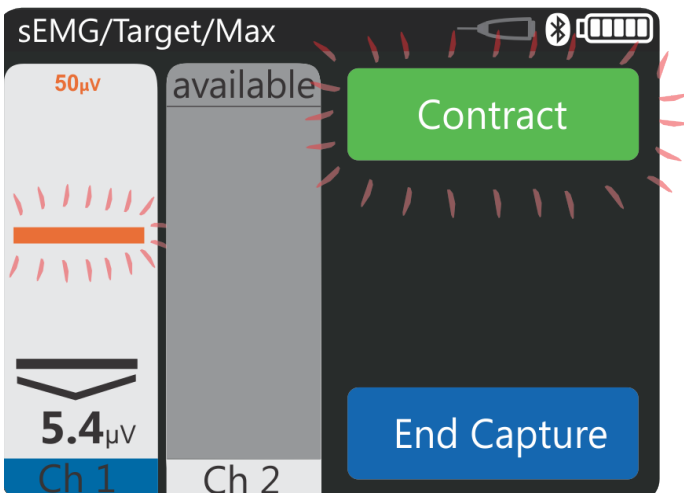 sEMG/Target/Max
50µV
available
Contract
5.4µV
End Capture
Ch 1
Ch 2